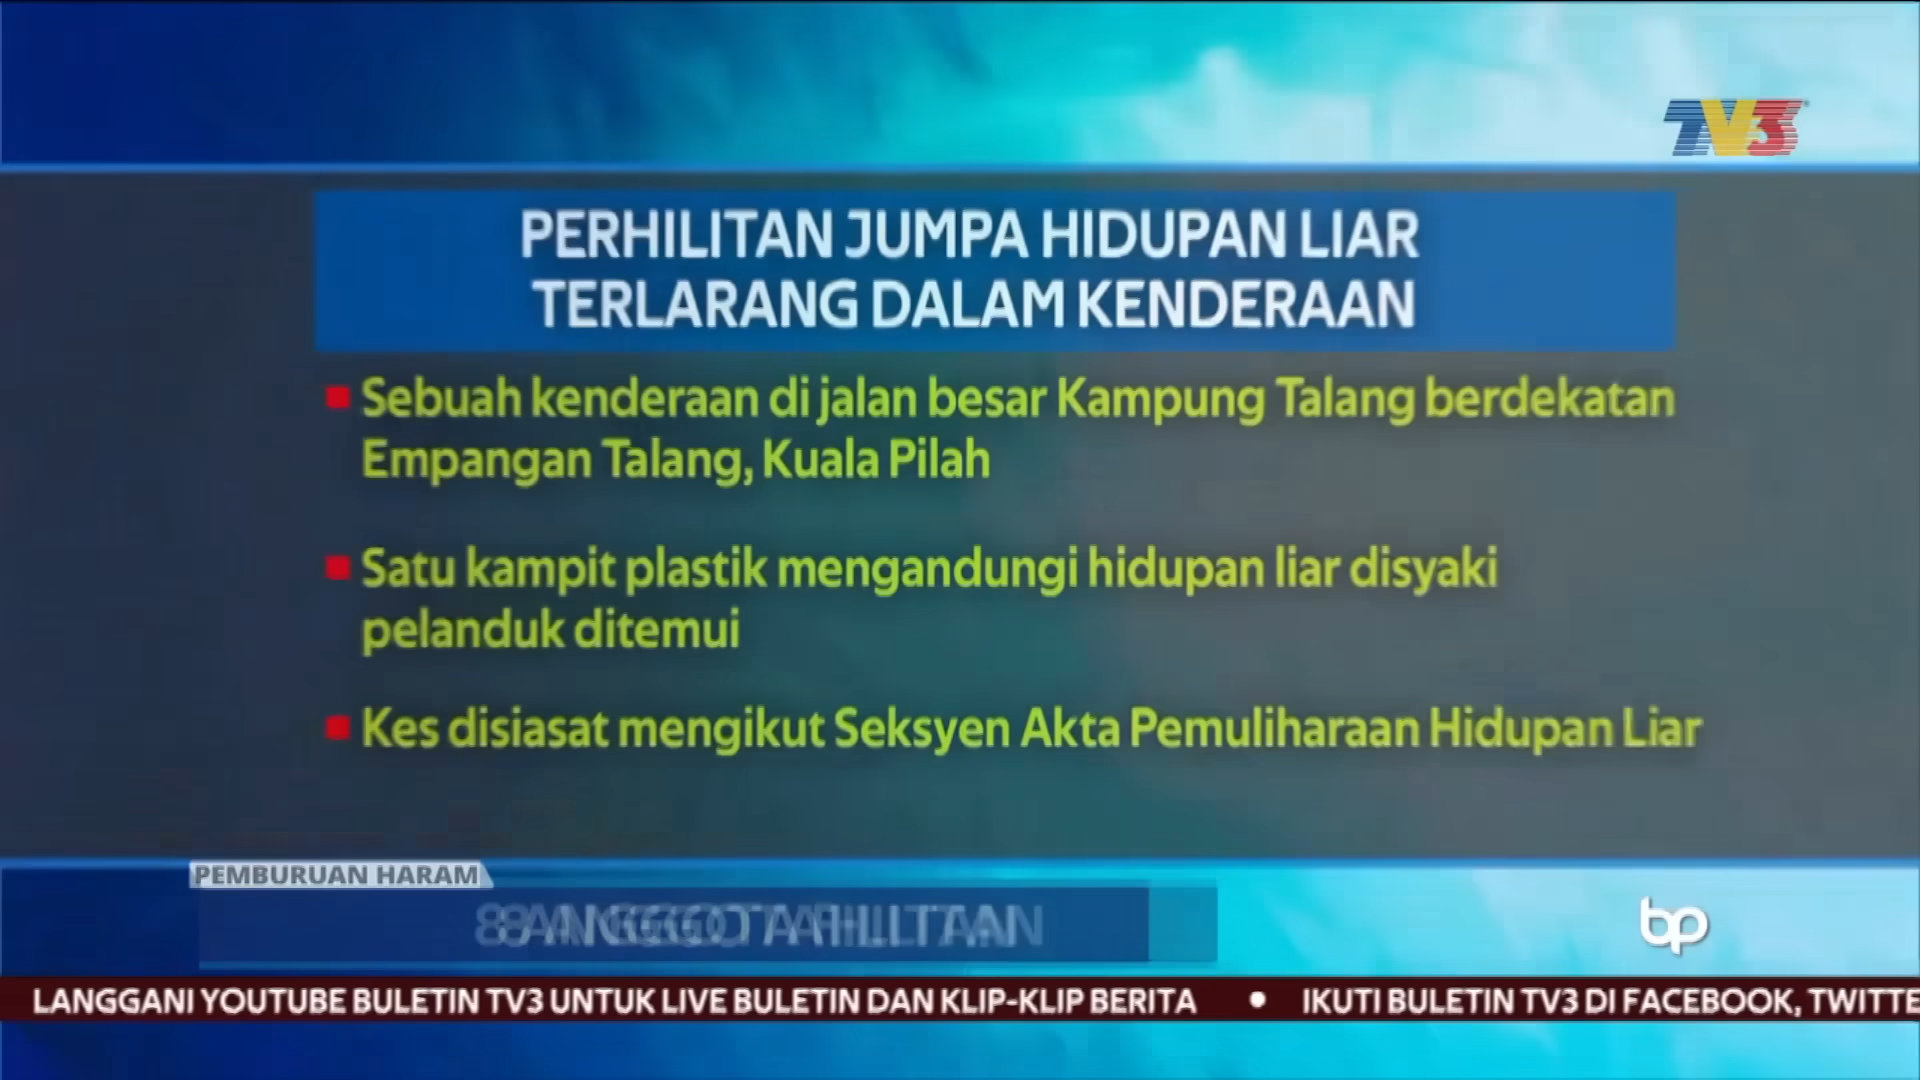 TV3
PERHILITAN JUMPA HIDUPAN LIAR
TERLARANG DALAM KENDERAAN
Sebuah kenderaan di jalan besar Kampung Talang berdekatan
Empangan Talang, Kuala Pilah
Satu kampit plastik mengandungi hidupan liar disyaki
pelanduk ditemui
Kes disiasat mengikut Seksyen Akta Pemuliharaan Hidupan Liar
PEMBURUAN HARAM
bp
LANGGANI YOUTUBE BULETIN TV3 UNTUK LIVE BULETIN DAN KLIP-KLIP BERITA • IKUTI BULETIN TV3 DI FACEBOOK, TWITTE